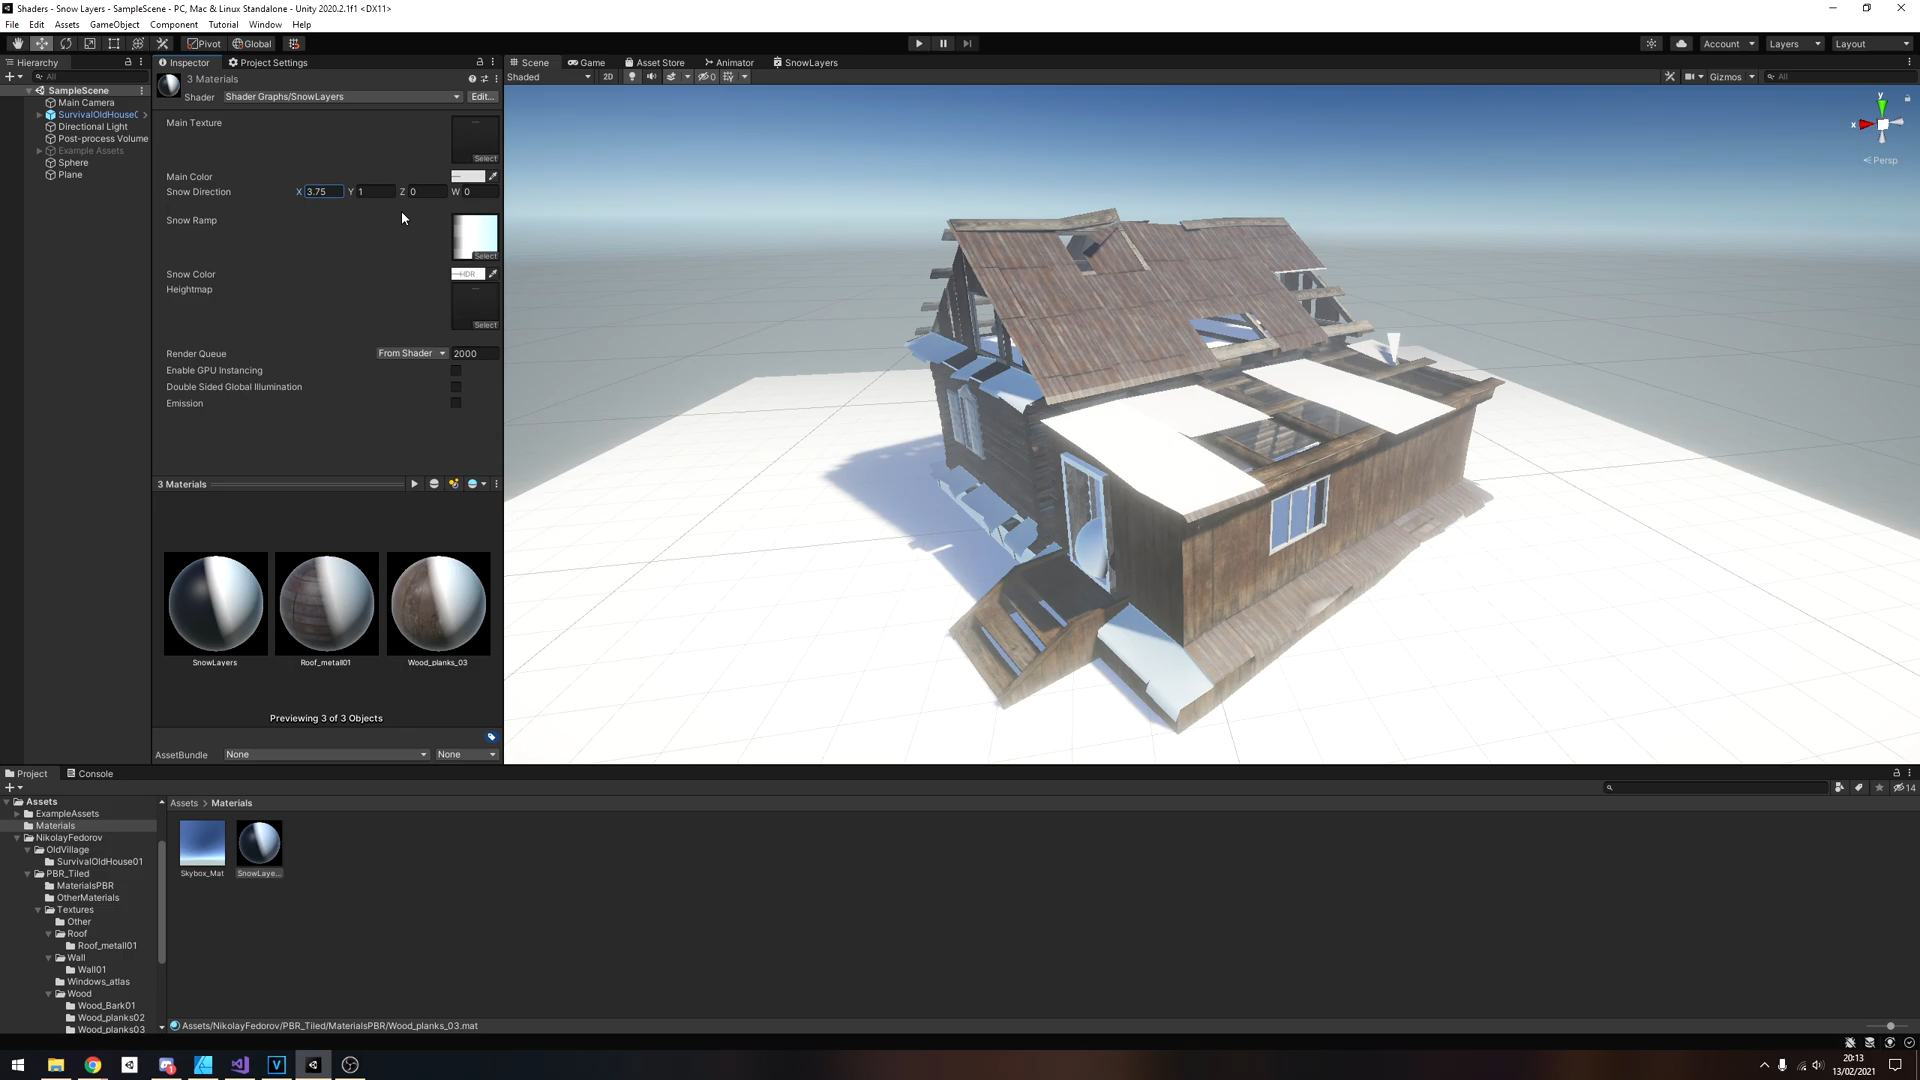 Shaders - Snow Layers - SampleScene - PC, Mac & Linux Standalone - Unity 2020.2.1f1 <DX11>
File Edit Assets GameObject Component Tutorial Window Help
Pivot Global Account Layers Layout
Hierarchy Inspector Project Settings Scene Game Asset Store Animator SnowLayers
All
3 Materials
Shaded 2D 0 Gizmos All
Shader Shader Graphs/SnowLayers Edit...
SampleScene
Main Camera
SurvivalOldHouse(
Directional Light
Post-process Volume
Example Assets
Sphere
Plane
Main Texture
Select
Main Color
Snow Direction X 3.75 Y 1 Z 0 W 0
Snow Ramp
Select
Snow Color HDR
Heightmap
Select
Render Queue From Shader 2000
Enable GPU Instancing
Double Sided Global Illumination
Emission
y
x
Persp
3 Materials
SnowLayers Roof_metall01 Wood_planks_03
Previewing 3 of 3 Objects
AssetBundle None None
Project Console
14
Assets
ExampleAssets
Materials
NikolayFedorov
OldVillage
SurvivalOldHouse01
PBR_Tiled
MaterialsPBR
OtherMaterials
Textures
Other
Roof
Roof_metall01
Wall
Wall01
Windows_atlas
Wood
Wood_Bark01
Wood_planks02
Wood_planks03
Assets > Materials
Skybox_Mat SnowLaye...
Assets/NikolayFedorov/PBR_Tiled/MaterialsPBR/Wood_planks_03.mat
20:13
13/02/2021